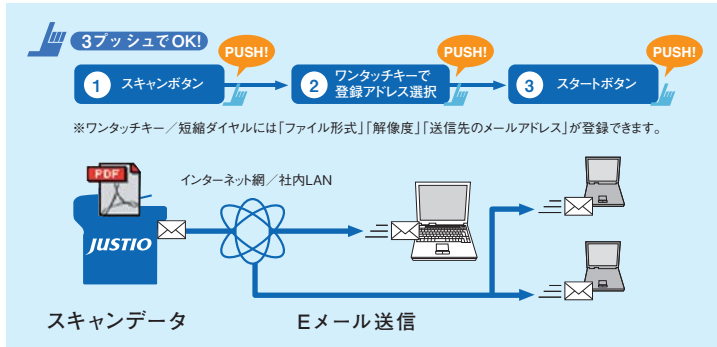 3プッシュでOK!
PUSH!
PUSH!
PUSH!
1 スキャンボタン
2 ワンタッチキーで
登録アドレス選択
3 スタートボタン
※ワンタッチキー／短縮ダイヤルには「ファイル形式」「解像度」「送信先のメールアドレス」が登録できます。
PDF
インターネット網／社内LAN
JUSTIO
スキャンデータ
Eメール送信